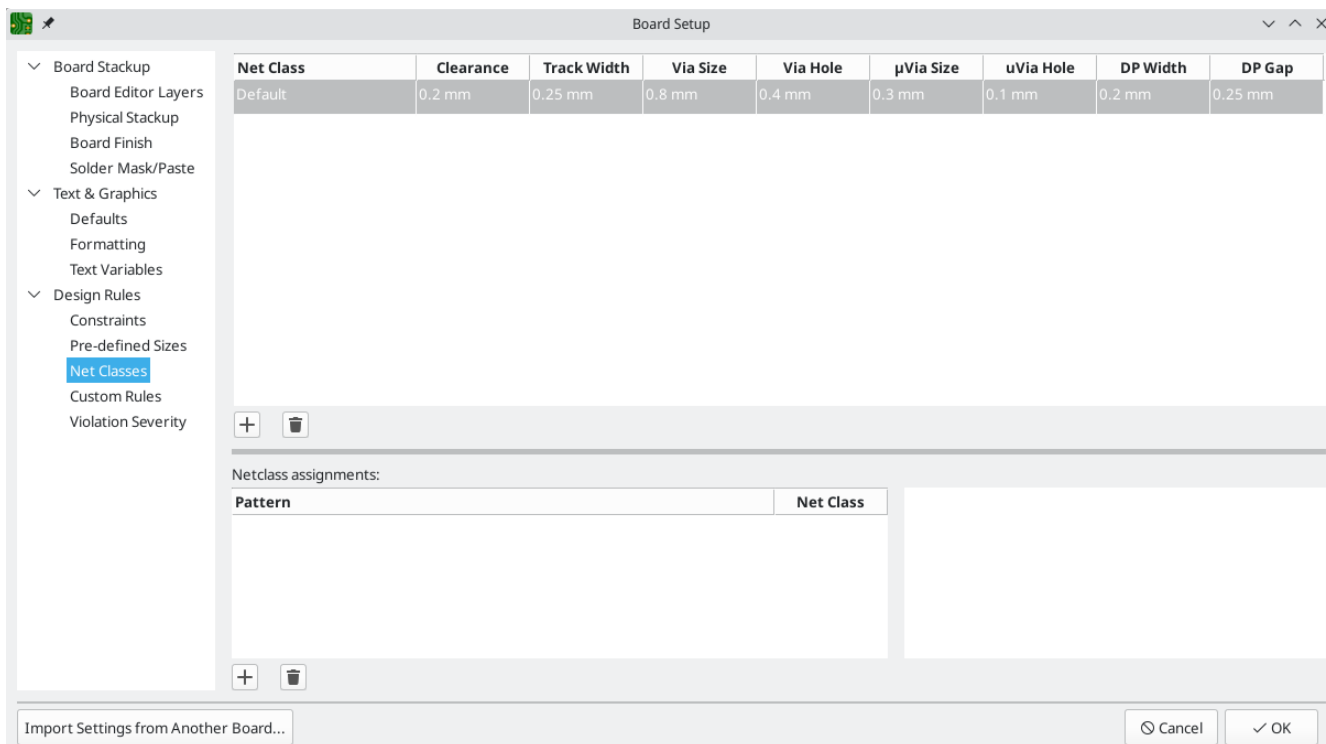 Board Setup
Board Stackup
Board Editor Layers
Physical Stackup
Board Finish
Solder Mask/Paste
Text & Graphics
Defaults
Formatting
Text Variables
Design Rules
Constraints
Pre-defined Sizes
Net Classes
Custom Rules
Violation Severity
Net Class Clearance Track Width Via Size Via Hole µVia Size uVia Hole DP Width DP Gap
Default 0.2 mm 0.25 mm 0.8 mm 0.4 mm 0.3 mm 0.1 mm 0.2 mm 0.25 mm
Netclass assignments:
Pattern Net Class
Import Settings from Another Board... Cancel OK